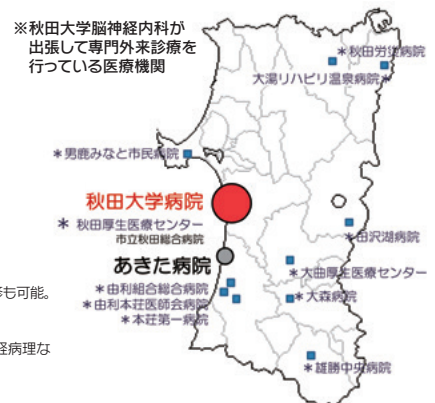 ※秋田大学脳神経内科が
出張して専門外来診療を
行っている医療機関
＊秋田労災病院
大湯リハビリ温泉病院＊
＊男鹿みなと市民病院
秋田大学病院
＊ 秋田厚生医療センター
市立秋田総合病院
＊田沢湖病院
あきた病院
＊大曲厚生医療センター
＊由利組合総合病院
も可能。
＊由利本荘医師会病院
＊大森病院
＊本荘第一病院
経病理な
＊雄勝中央病院